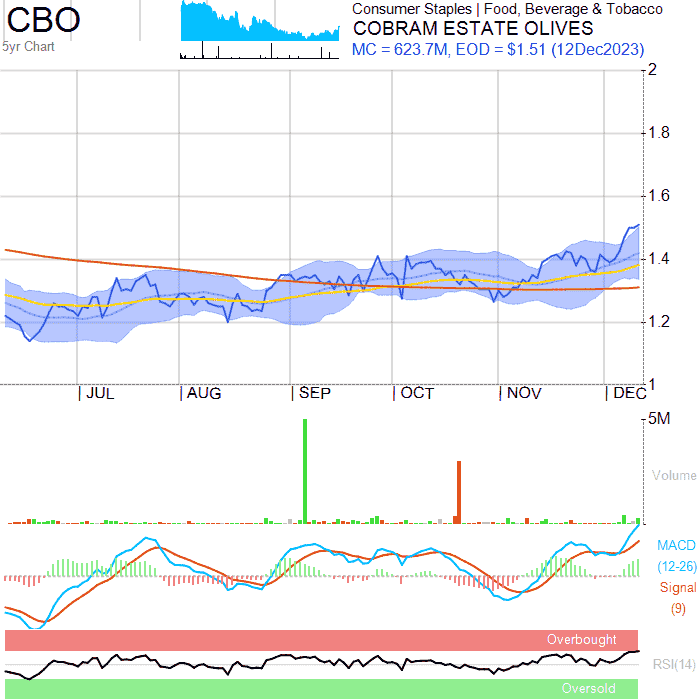 CBO
5yr Chart
Consumer Staples | Food, Beverage & Tobacco
COBRAM ESTATE OLIVES
MC = 623.7M, EOD = $1.51 (12Dec2023)
2
1.8
1.6
1.4
1.2
1
| JUL | AUG | SEP | OCT | NOV | DEC
5M
Volume
MACD
(12-26)
Signal
(9)
Overbought
RSI(14)
Oversold